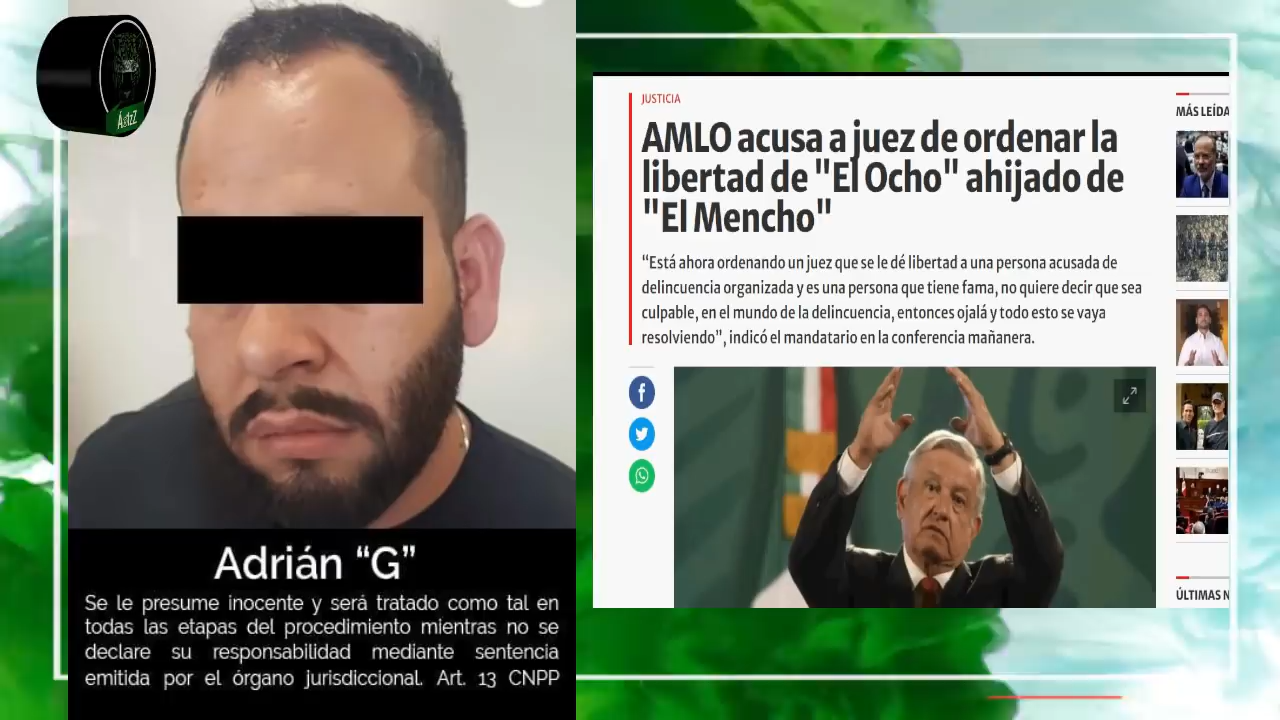 ÁatzZ
Adrián “G”
Se le presume inocente y será tratado como tal en
todas las etapas del procedimiento mientras no se
declare su responsabilidad mediante sentencia
emitida por el órgano jurisdiccional. Art. 13 CNPP
JUSTICIA
AMLO acusa a juez de ordenar la
libertad de "El Ocho" ahijado de
"El Mencho"
“Está ahora ordenando un juez que se le dé libertad a una persona acusada de
delincuencia organizada y es una persona que tiene fama, no quiere decir que sea
culpable, en el mundo de la delincuencia, entonces ojalá y todo esto se vaya
resolviendo”, indicó el mandatario en la conferencia mañanera.
MÁS LEÍDA
ÚLTIMAS N